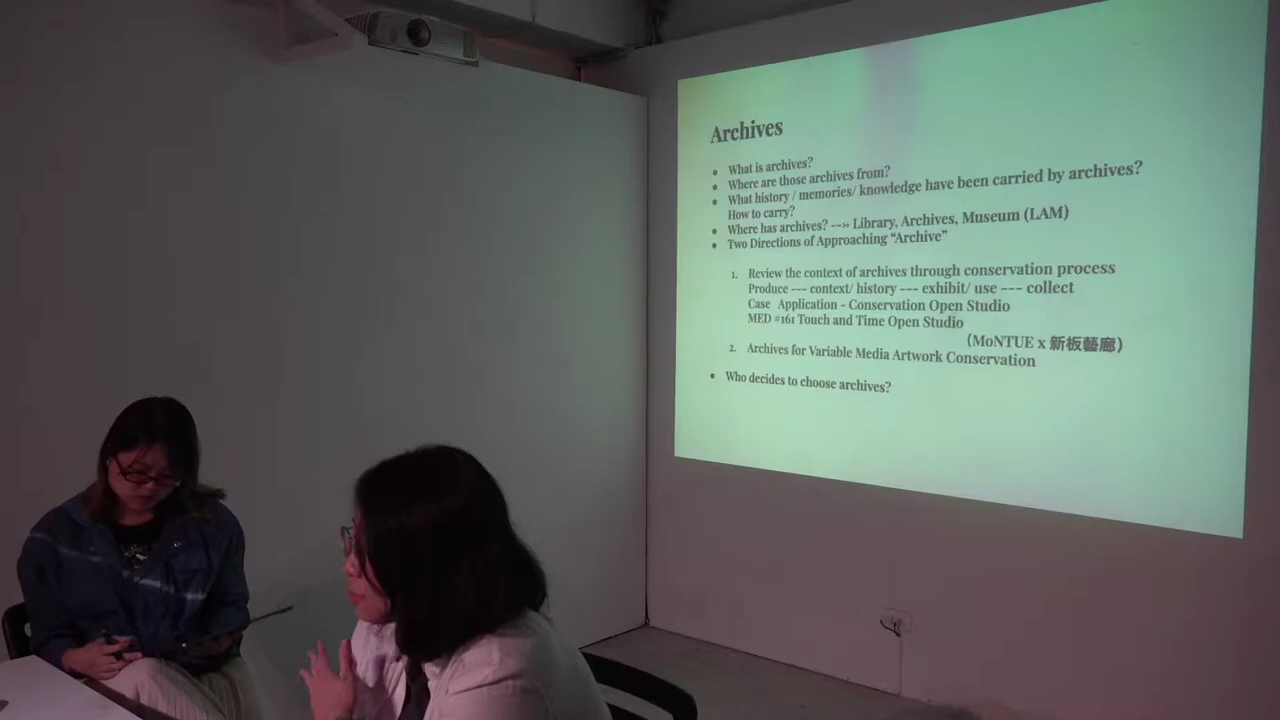 Archives
• What is archives?
• Where are those archives from?
• What history / memories/ knowledge have been carried by archives?
How to carry?
• Where has archives? --->> Library, Archives, Museum (LAM)
• Two Directions of Approaching “Archive”
1. Review the context of archives through conservation process
Produce --- context/ history --- exhibit/ use --- collect
Case Application - Conservation Open Studio
MED #161 Touch and Time Open Studio
(MoNTUE x 新板藝廊)
2. Archives for Variable Media Artwork Conservation
• Who decides to choose archives?